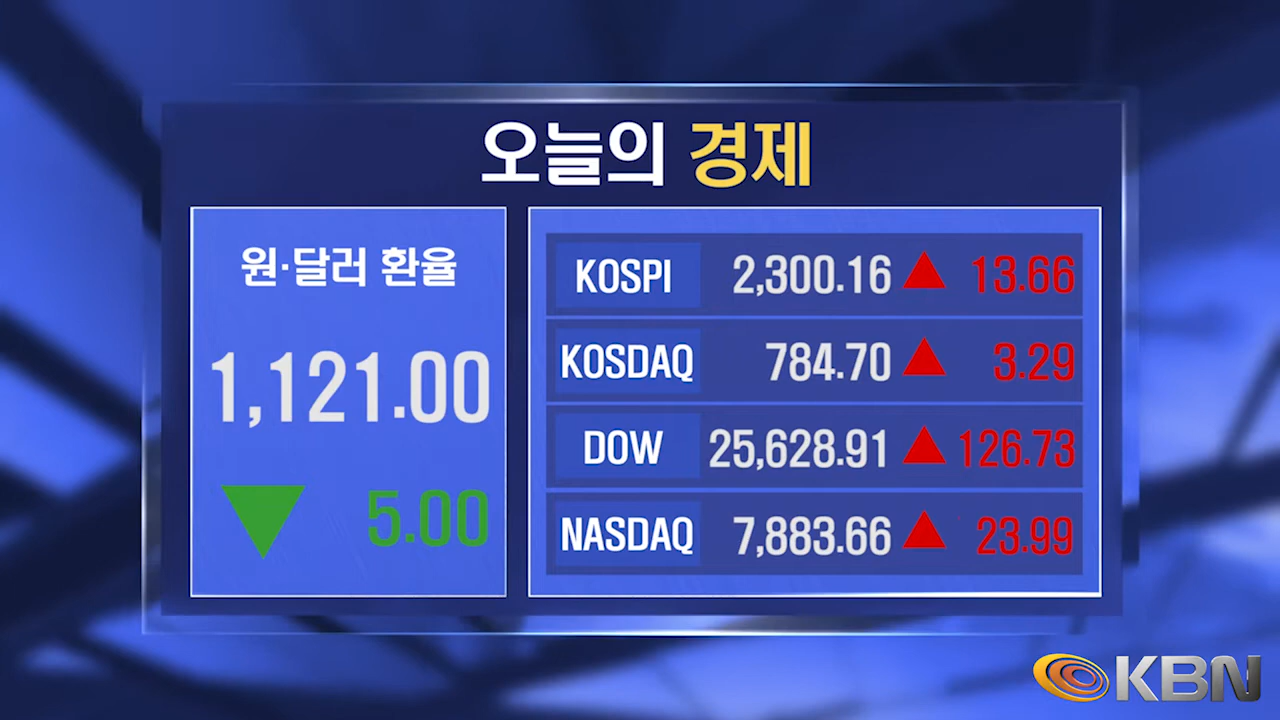 오늘의 경제
원·달러 환율
1,121.00
▼ 5.00
KOSPI 2,300.16 ▲ 13.66
KOSDAQ 784.70 ▲ 3.29
DOW 25,628.91 ▲ 126.73
NASDAQ 7,883.66 ▲ 23.99
KBN